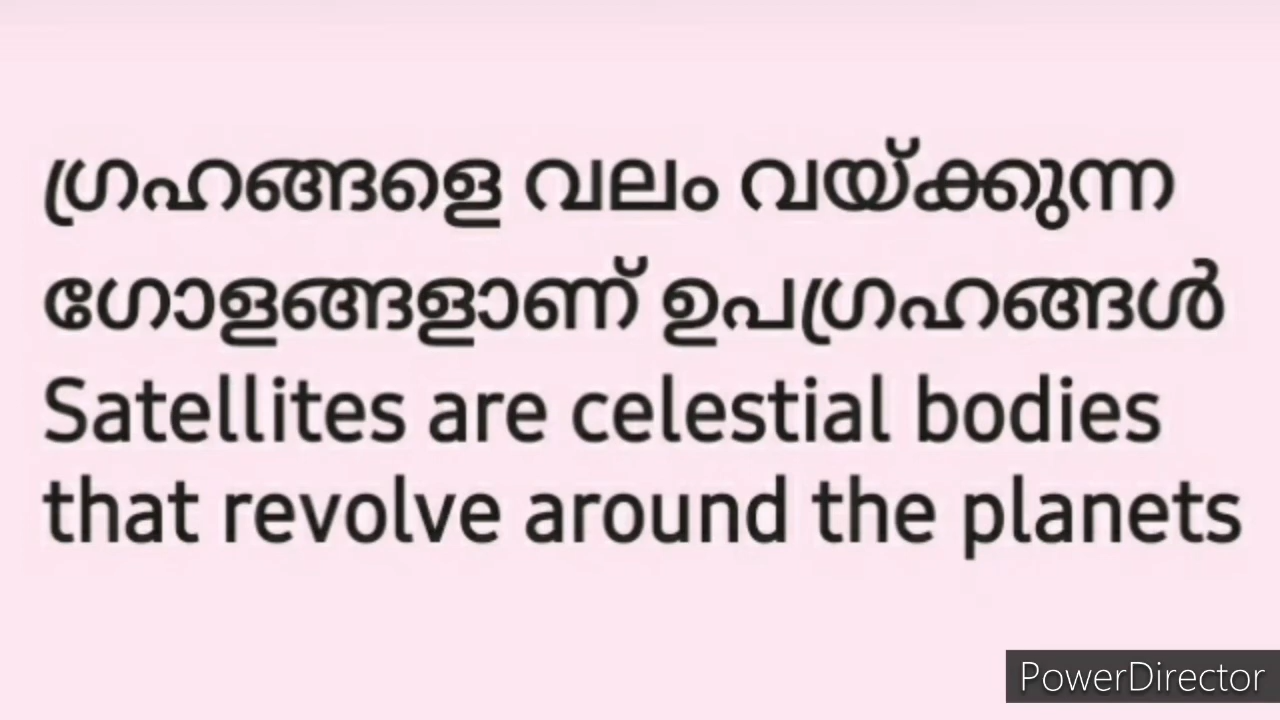 ഗ്രഹങ്ങളെ വലം വയ്ക്കുന്ന
ഗോളങ്ങളാണ് ഉപഗ്രഹങ്ങൾ
Satellites are celestial bodies
that revolve around the planets
PowerDirector